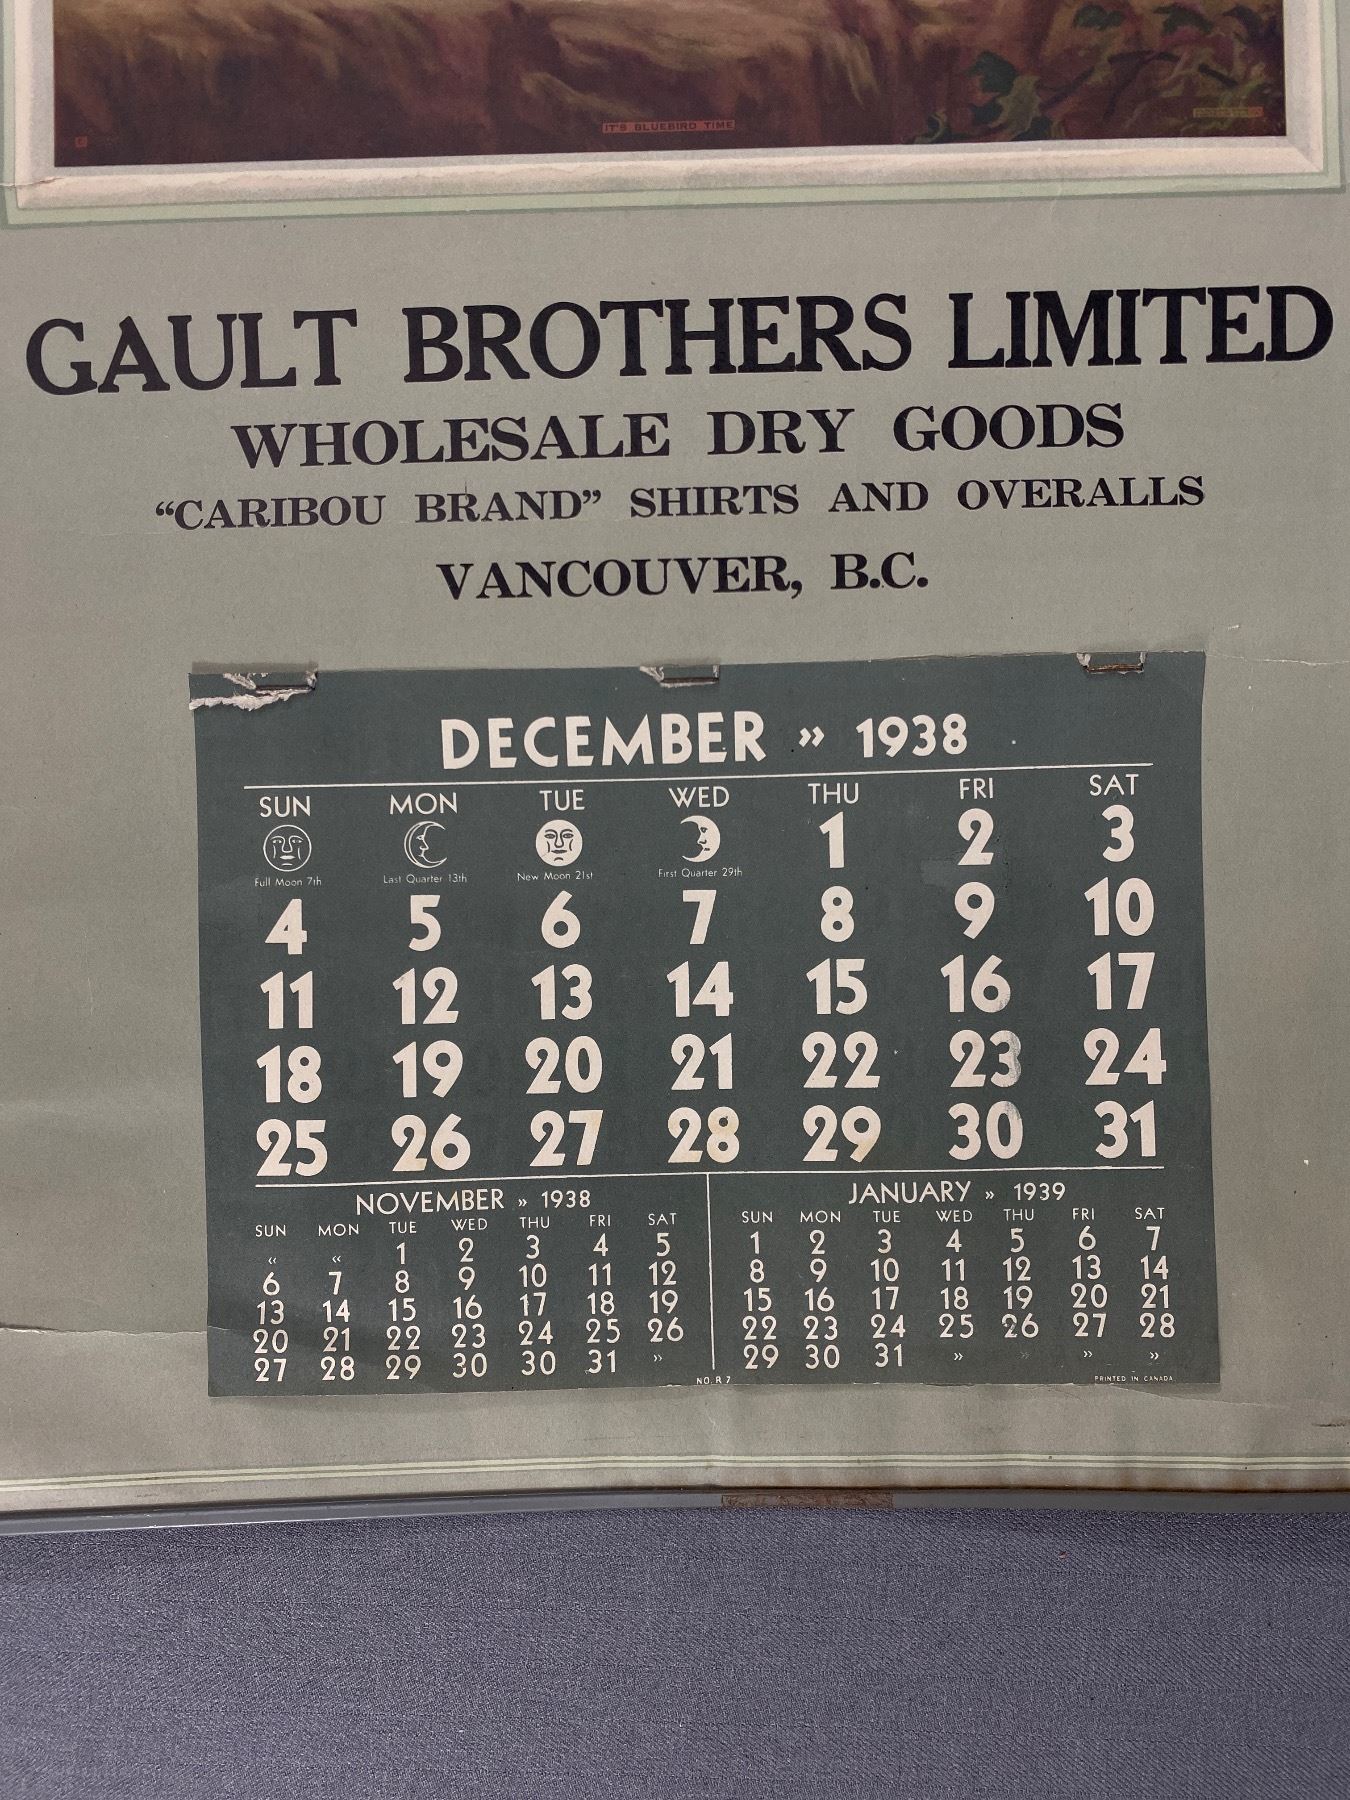 IT'S BLUEBIRD TIME
GAULT BROTHERS LIMITED
WHOLESALE DRY GOODS
“CARIBOU BRAND” SHIRTS AND OVERALLS
VANCOUVER, B.C.
DECEMBER » 1938
SUN MON TUE WED THU FRI SAT
Full Moon 7th Last Quarter 13th New Moon 21st First Quarter 29th 1 2 3
4 5 6 7 8 9 10
11 12 13 14 15 16 17
18 19 20 21 22 23 24
25 26 27 28 29 30 31
NOVEMBER » 1938
SUN MON TUE WED THU FRI SAT
« « 1 2 3 4 5
6 7 8 9 10 11 12
13 14 15 16 17 18 19
20 21 22 23 24 25 26
27 28 29 30 30 31 »
JANUARY » 1939
SUN MON TUE WED THU FRI SAT
1 2 3 4 5 6 7
8 9 10 11 12 13 14
15 16 17 18 19 20 21
22 23 24 25 26 27 28
29 30 31 » » » »
NO. R 7
PRINTED IN CANADA